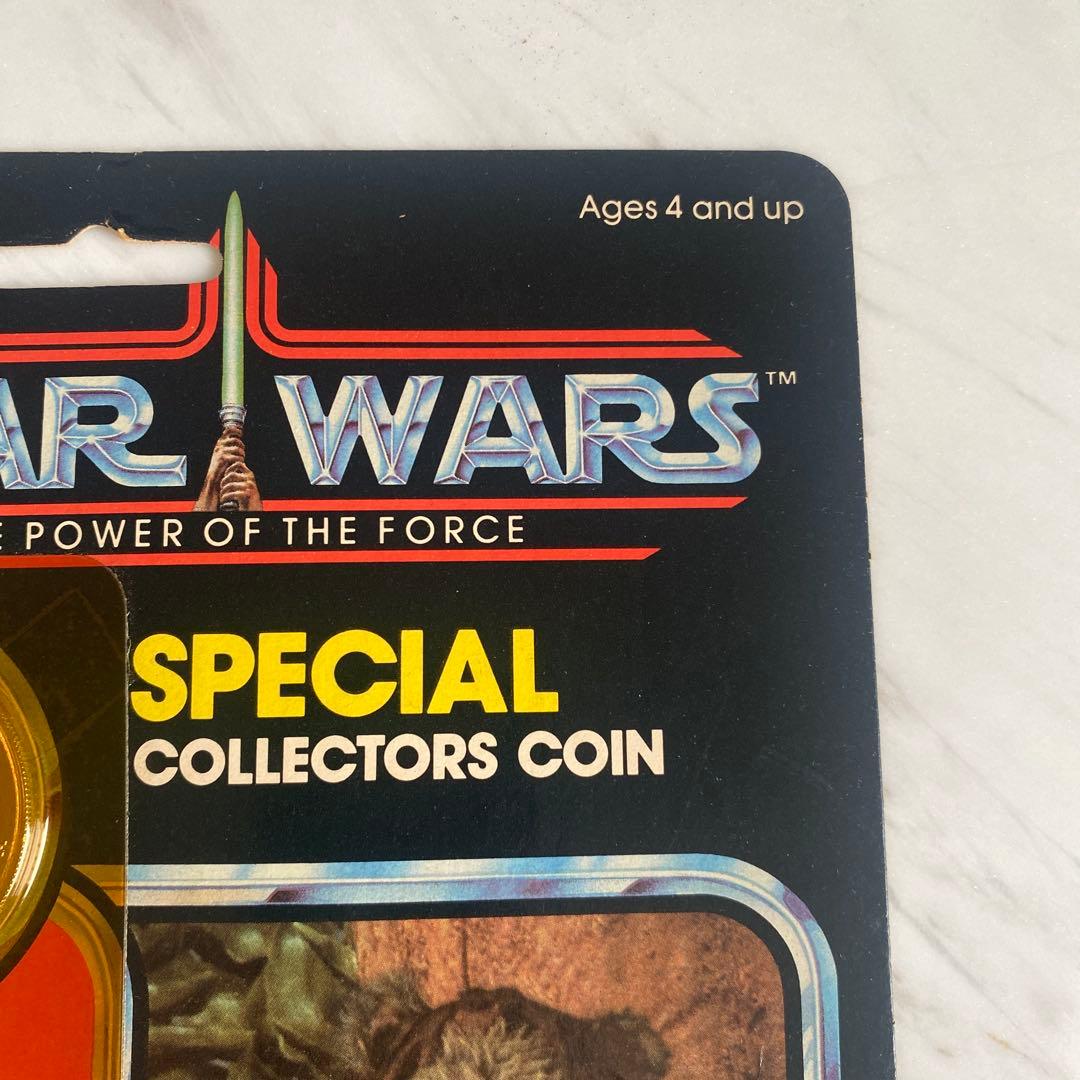 Ages 4 and up
AR WARS™
E POWER OF THE FORCE
SPECIAL
COLLECTORS COIN